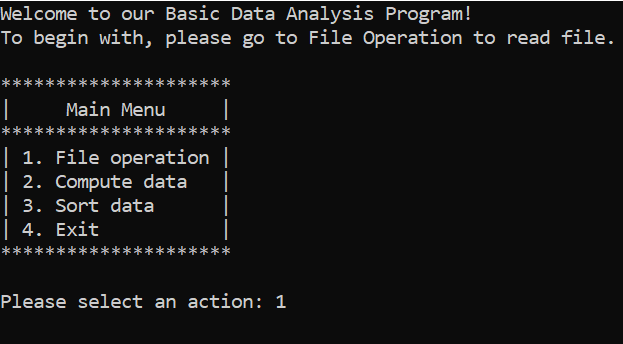 Welcome to our Basic Data Analysis Program!
To begin with, please go to File Operation to read file.
*********************
|     Main Menu     |
*********************
| 1. File operation |
| 2. Compute data   |
| 3. Sort data      |
| 4. Exit           |
*********************
Please select an action: 1